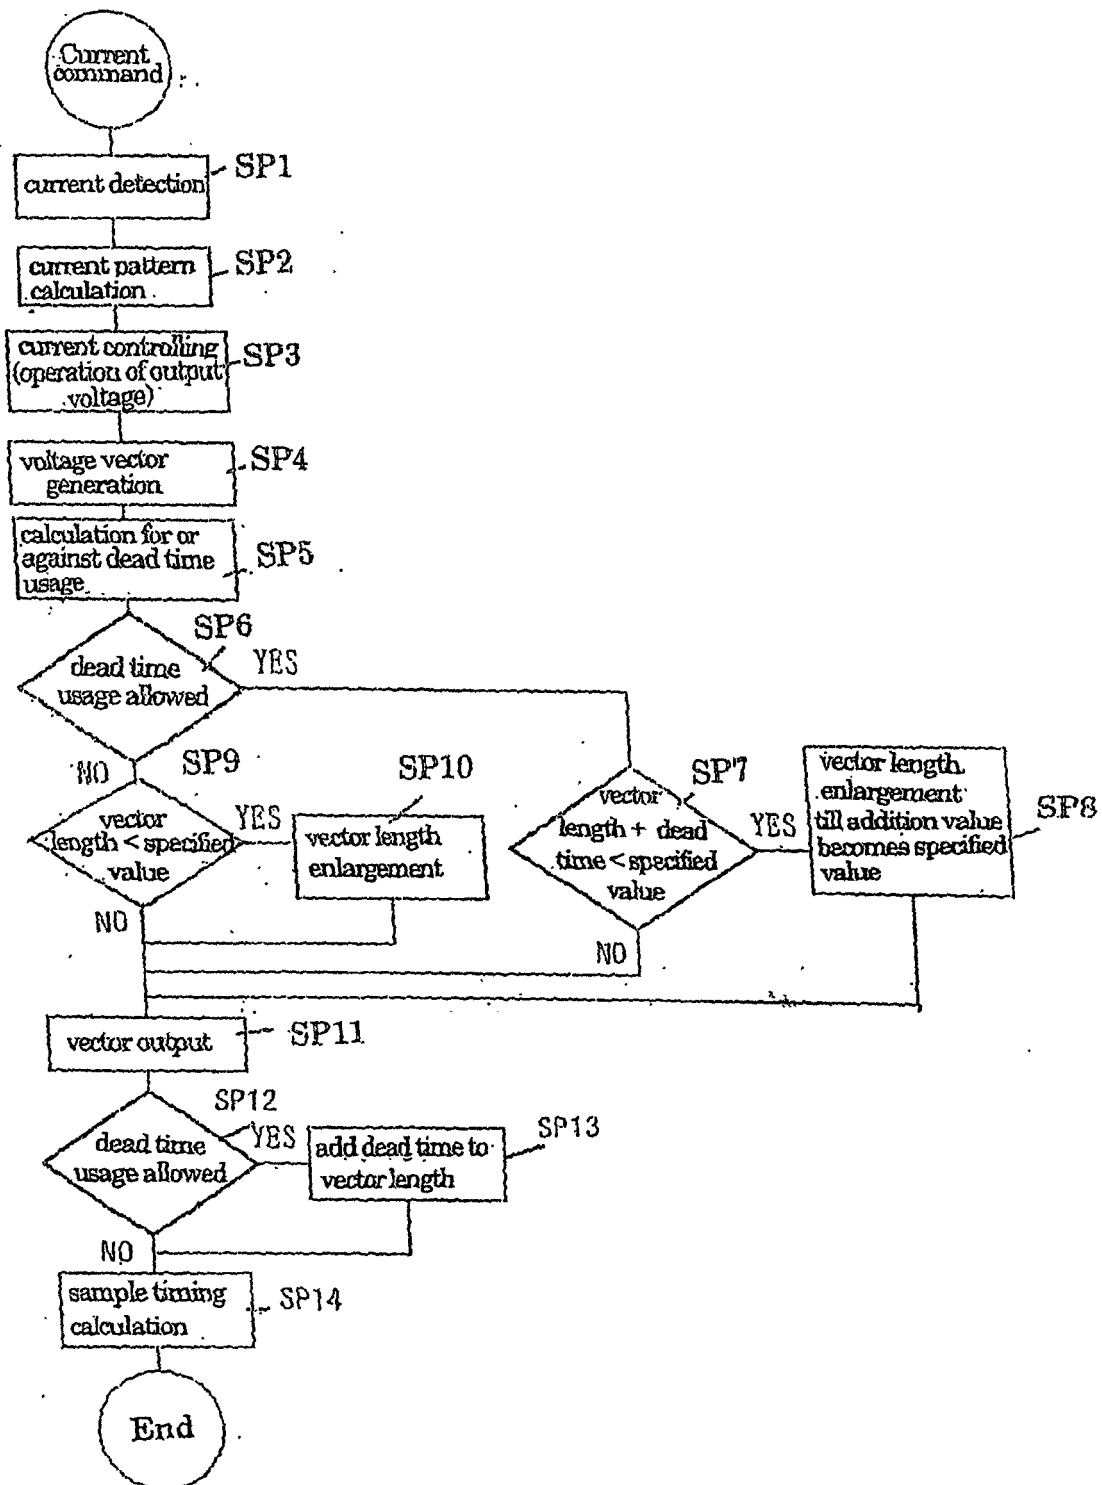 Current
command
SP1
current detection
SP2
current pattern
calculation
SP3
current controlling
(operation of output
voltage)
SP4
voltage vector
generation
SP5
calculation for or
against dead time
usage
SP6
dead time
usage allowed
YES
NO
SP9
vector
length < specified
value
YES
NO
SP10
vector length
enlargement
SP7
vector
length + dead
time < specified
value
YES
NO
SP8
vector length
enlargement
till addition value
becomes specified
value
SP11
vector output
SP12
dead time
usage allowed
YES
NO
SP13
add dead time to
vector length
SP14
sample timing
calculation
End